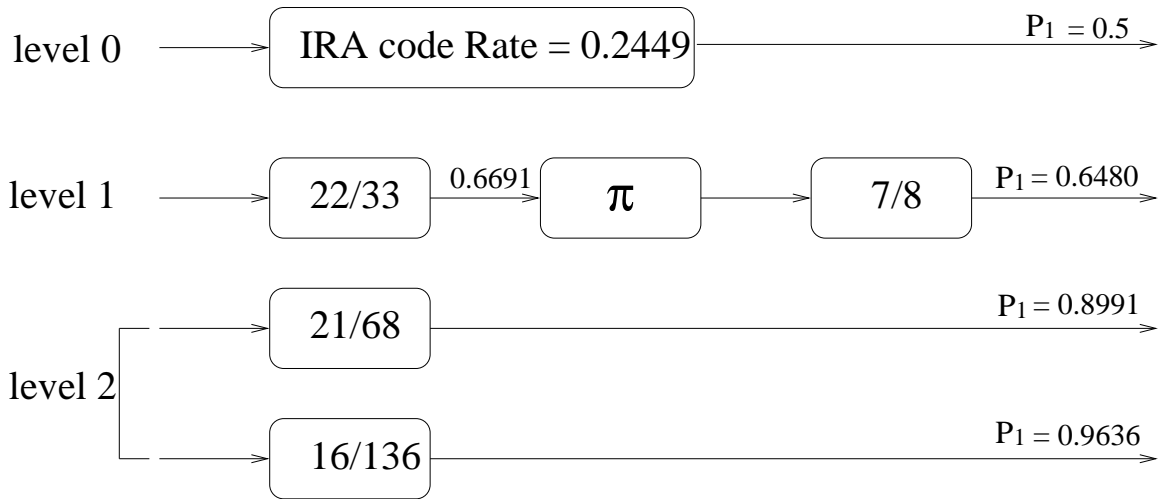 level 0
IRA code Rate = 0.2449
P1 = 0.5
level 1
22/33
0.6691
π
7/8
P1 = 0.6480
level 2
21/68
P1 = 0.8991
16/136
P1 = 0.9636